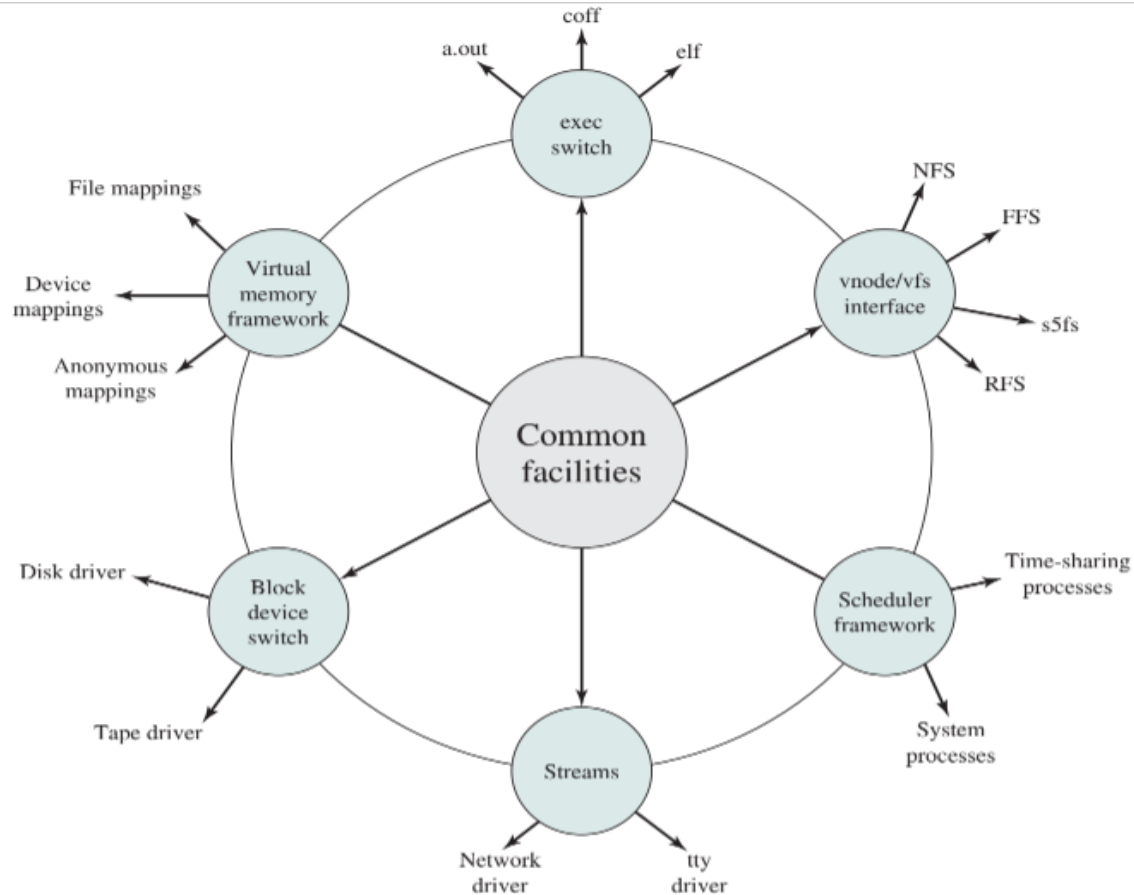 coff
a.out
elf
exec
switch
File mappings
Virtual
memory
framework
Device
mappings
Anonymous
mappings
NFS
FFS
vnode/vfs
interface
s5fs
RFS
Common
facilities
Disk driver
Block
device
switch
Tape driver
Scheduler
framework
Time-sharing
processes
System
processes
Streams
Network
driver
tty
driver